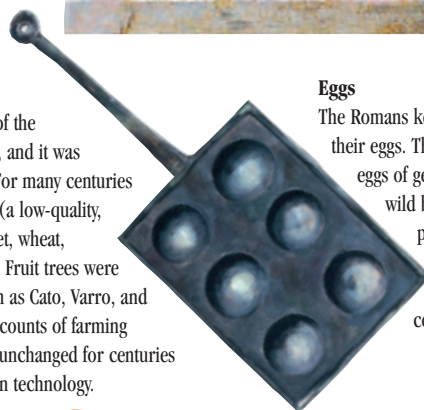 of the
, and it was
For many centuries
(a low-quality,
et, wheat,
Fruit trees were
h as Cato, Varro, and
counts of farming
unchanged for centuries
n technology.
Eggs
The Romans ke
their eggs. Th
eggs of ge
wild b
p
co